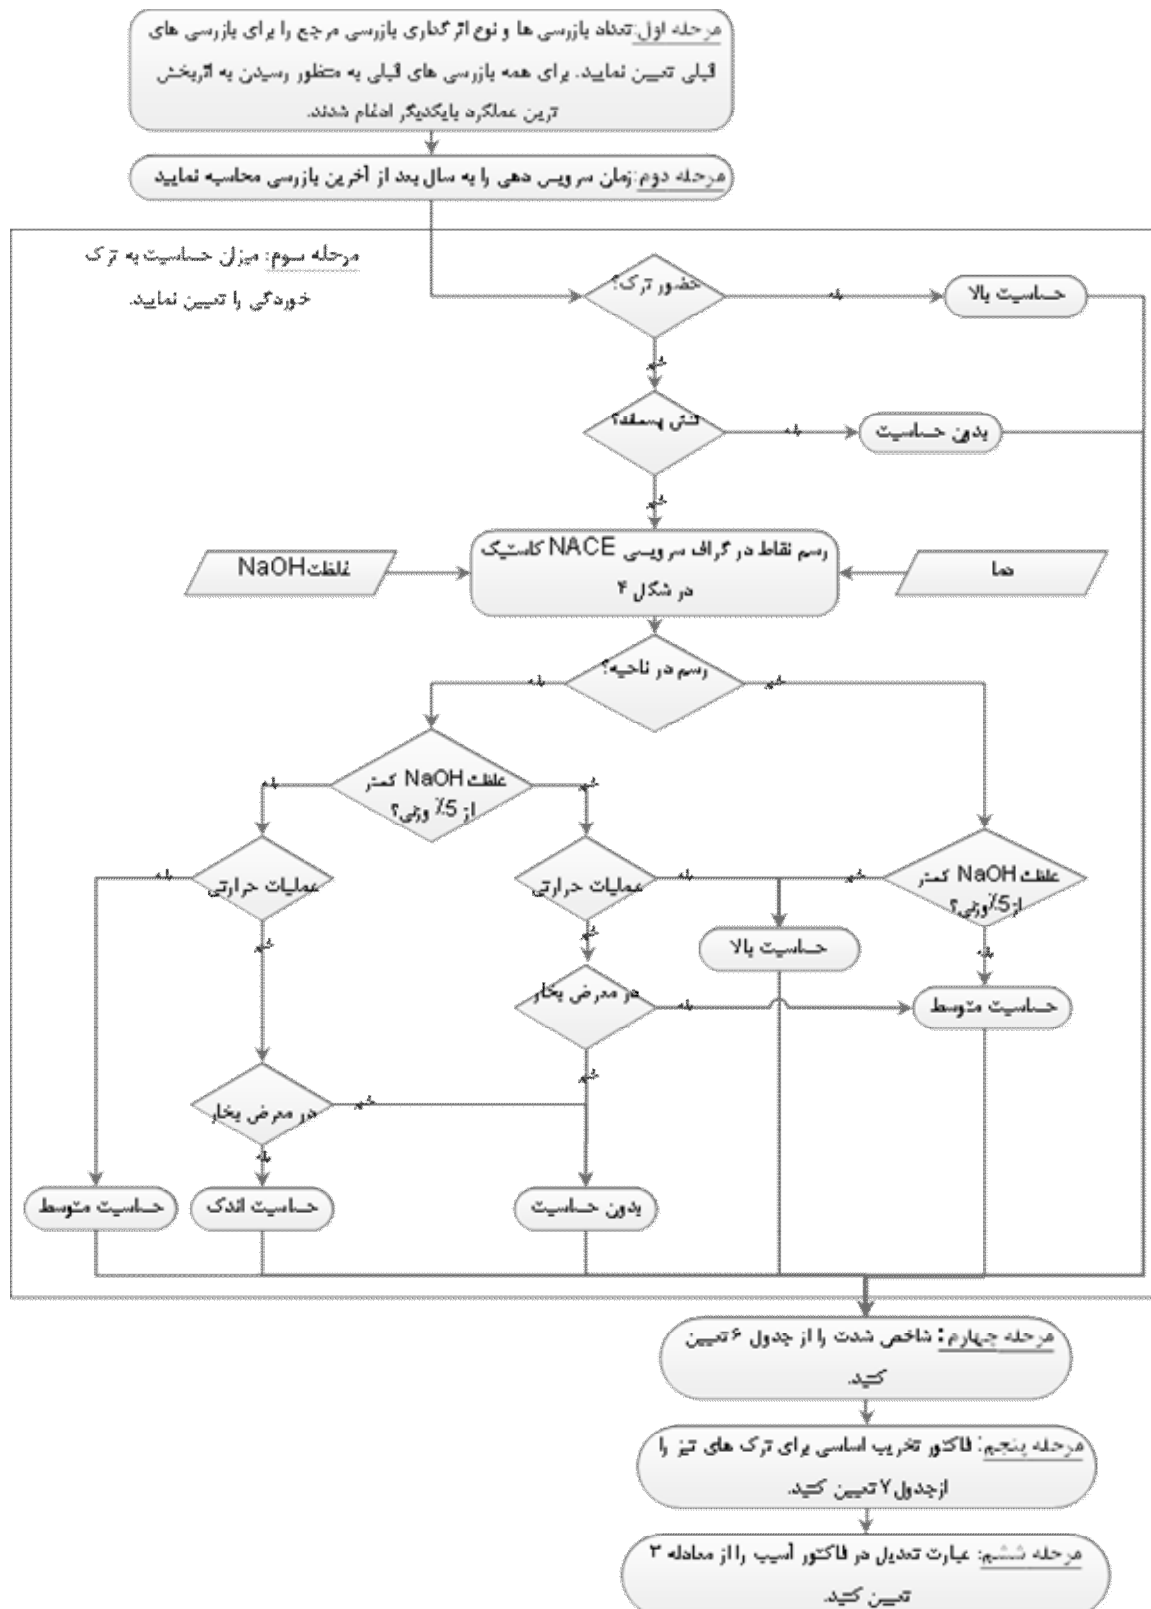 مرحله اول:تعداد بازرسی ها و نوع اثر گذاری بازرسی مرجع را برای بازرسی های
قبلی تعیین نمایید. برای همه بازرسی های قبلی به منظور رسیدن به اثربخش
ترین عملکرد بایکدیگر ادغام شدند.
مرحله دوم:زمان سرویس دهی را به سال بعد از آخرین بازرسی محاسبه نمایید
مرحله سوم: میزان حساسیت به ترک
خوردگی را تعیین نمایید.
حضور ترک؟
بله
حساسیت بالا
خیر
تنش پسماند؟
بله
بدون حساسیت
خیر
رسم نقاط در گراف سرویس NACE کاستیک
در شکل ۴
غلظت NaOH
دما
رسم در ناحیه؟
بله
خیر
غلظت NaOH کمتر
از 5٪ وزنی؟
بله
خیر
عملیات حرارتی
بله
خیر
عملیات حرارتی
بله
خیر
غلظت NaOH کمتر
از5٪وزنی؟
خیر
بله
حساسیت بالا
در معرض بخار
بله
خیر
حساسیت متوسط
در معرض بخار
خیر
بله
حساسیت متوسط
حساسیت اندک
بدون حساسیت
مرحله چهارم: شاخص شدت را از جدول ۶ تعیین
کنید.
مرحله پنجم: فاکتور تخریب اساسی برای ترک های تیز را
ازجدول ۷ تعیین کنید.
مرحله ششم: عبارت تعدیل در فاکتور آسیب را از معادله ۳
تعیین کنید.